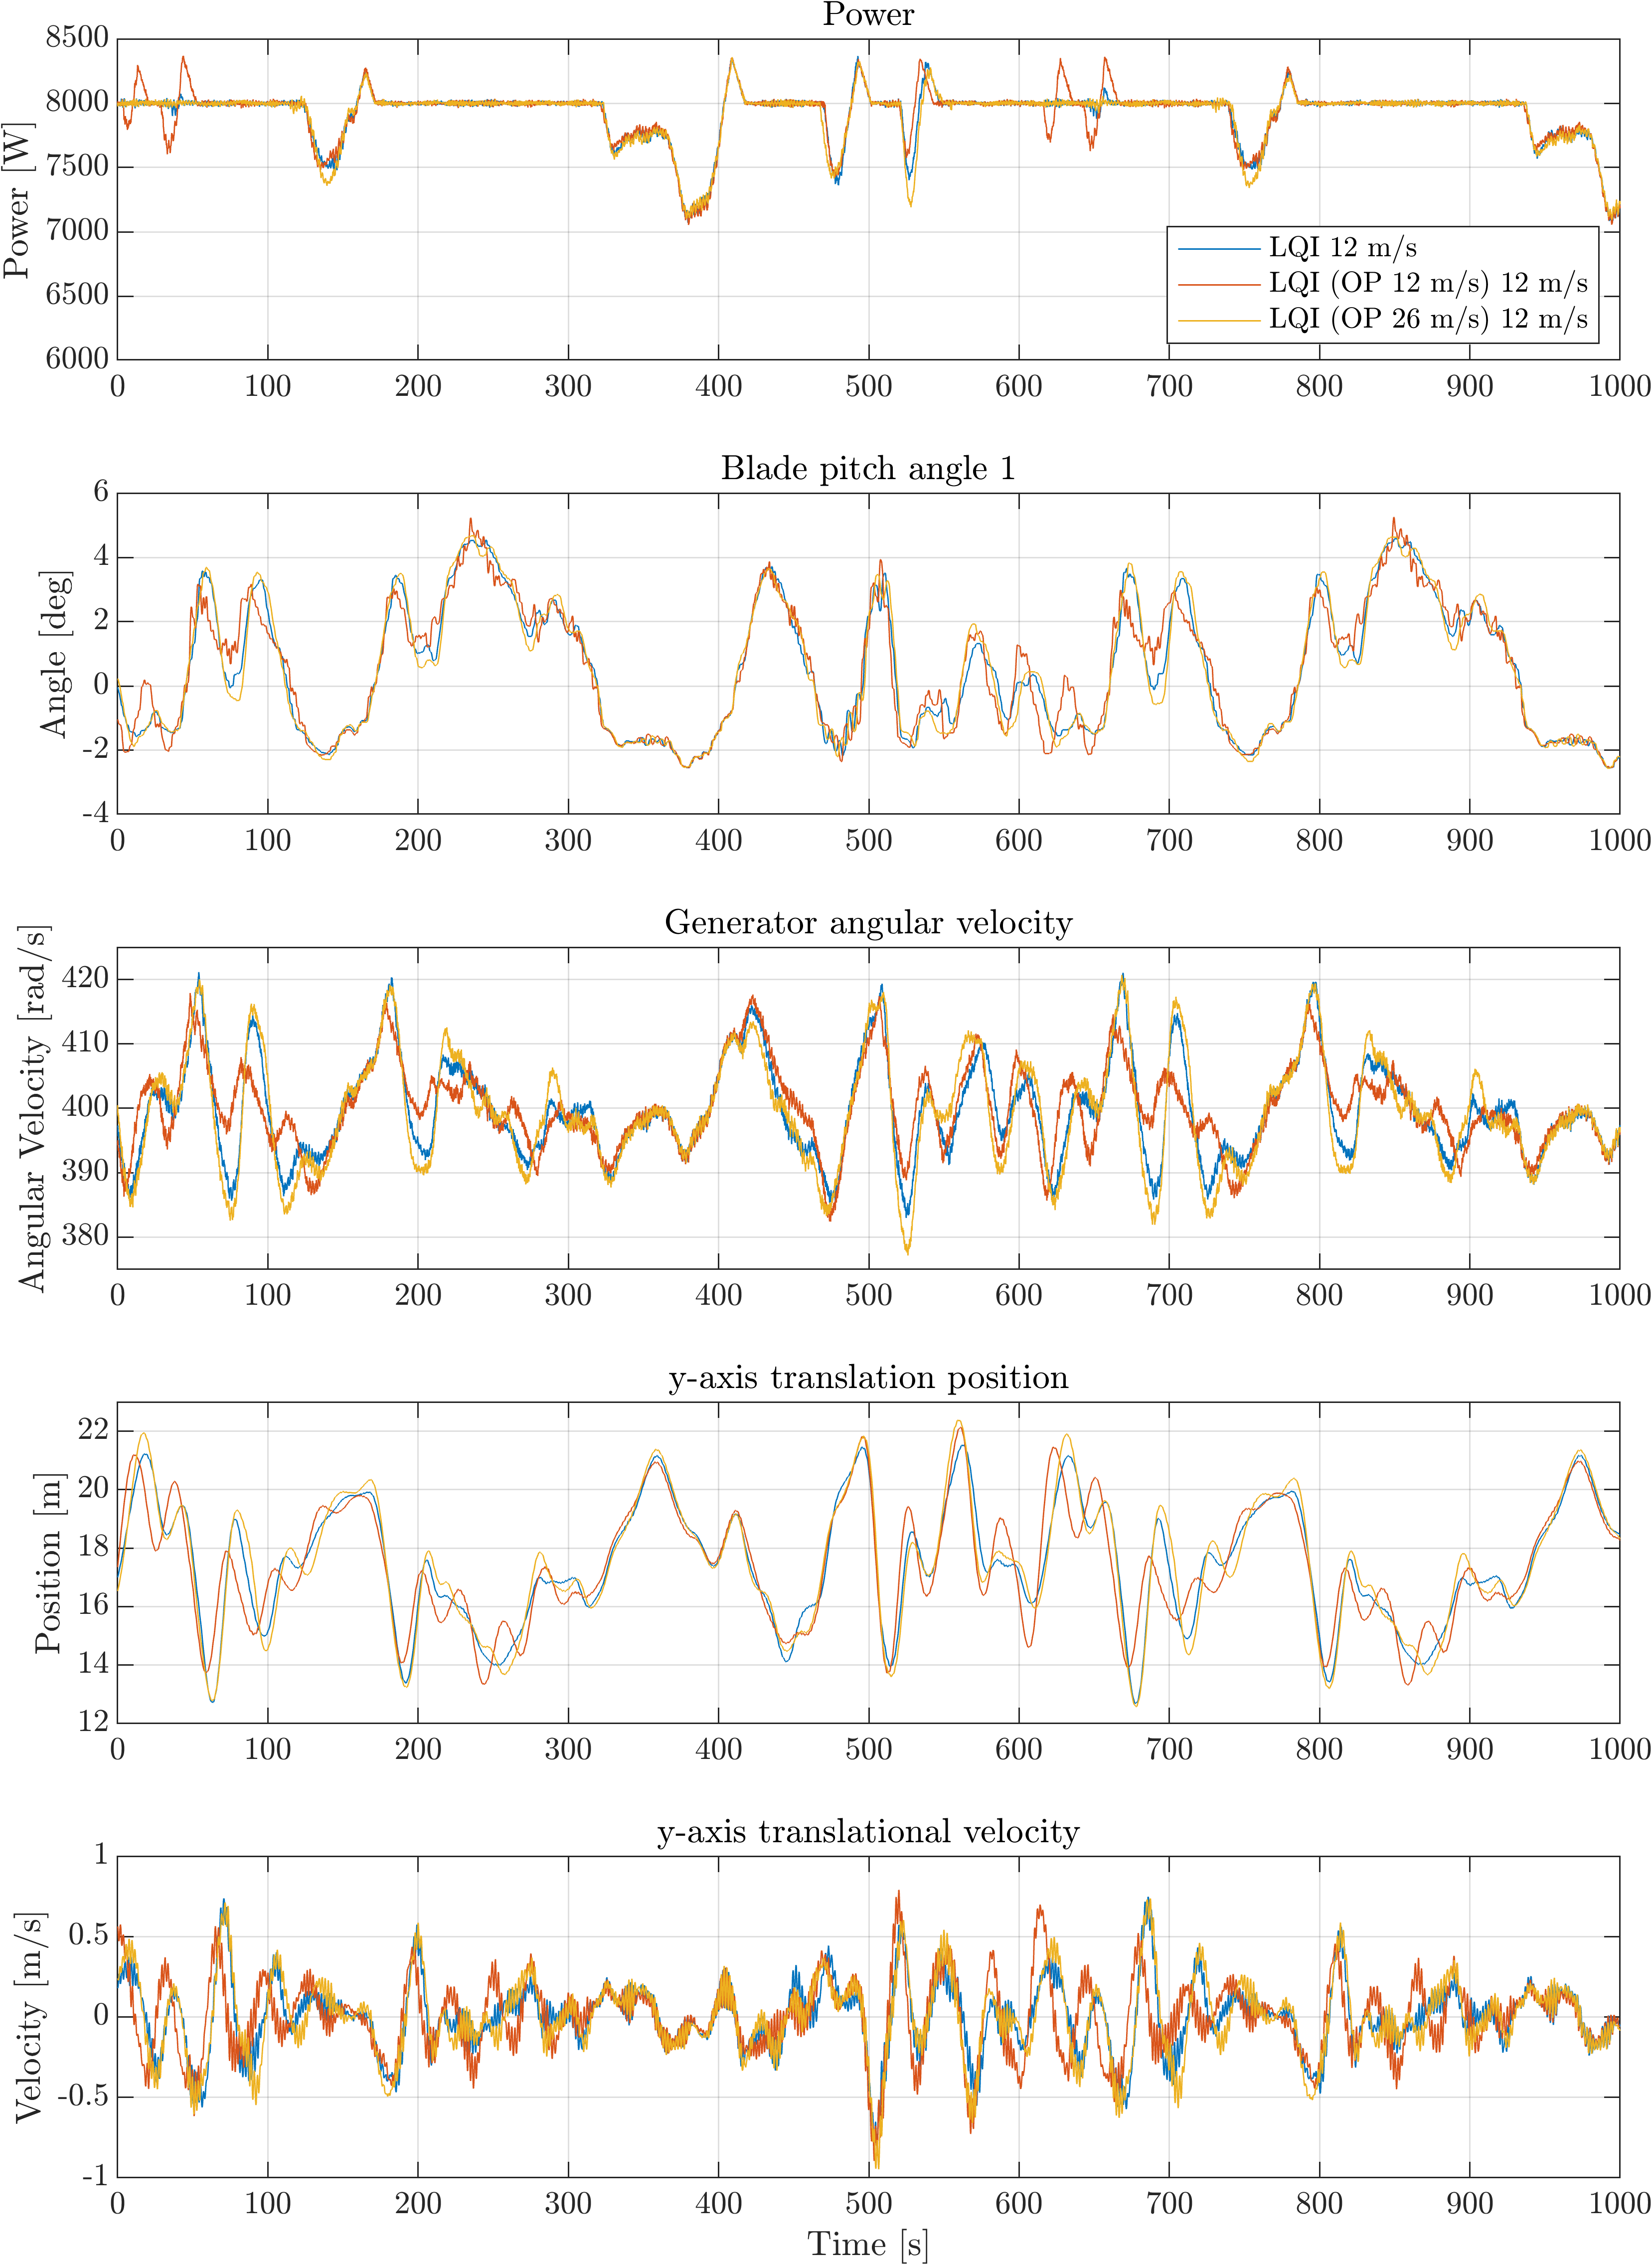 Power
Power [W]
8500
8000
7500
7000
6500
6000
LQI 12 m/s
LQI (OP 12 m/s) 12 m/s
LQI (OP 26 m/s) 12 m/s
0 100 200 300 400 500 600 700 800 900 1000
Blade pitch angle 1
Angle [deg]
6
4
2
0
-2
-4
0 100 200 300 400 500 600 700 800 900 1000
Generator angular velocity
Angular Velocity [rad/s]
420
410
400
390
380
0 100 200 300 400 500 600 700 800 900 1000
y-axis translation position
Position [m]
22
20
18
16
14
12
0 100 200 300 400 500 600 700 800 900 1000
y-axis translational velocity
Velocity [m/s]
1
0.5
0
-0.5
-1
0 100 200 300 400 500 600 700 800 900 1000
Time [s]